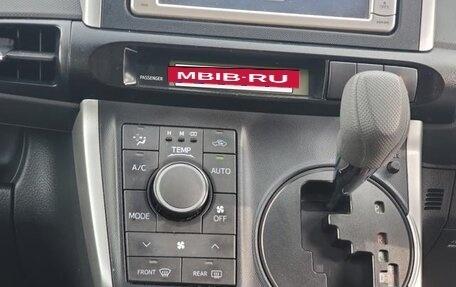 PASSENGER
MBIB-RU
H M
TEMP
A/C
AUTO
MODE
OFF
FRONT
REAR